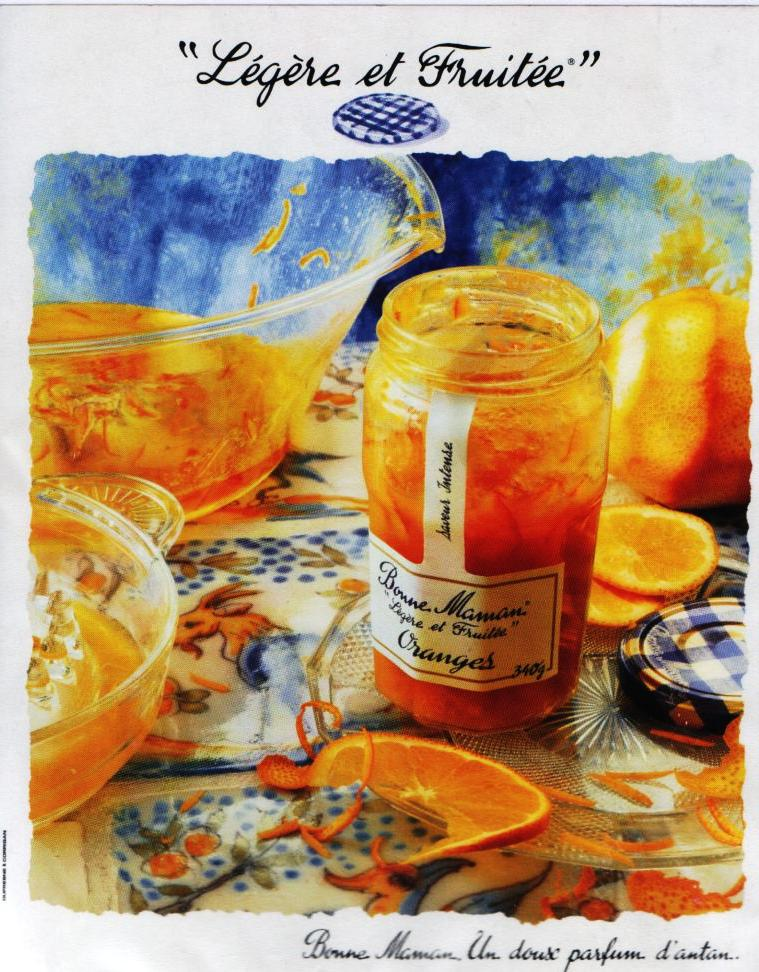 "Légère et Fruitée®"
Saveur Intense
Bonne Maman®
"Légère et Fruitée"
Oranges
340g
Bonne Maman. Un doux parfum d'antan.